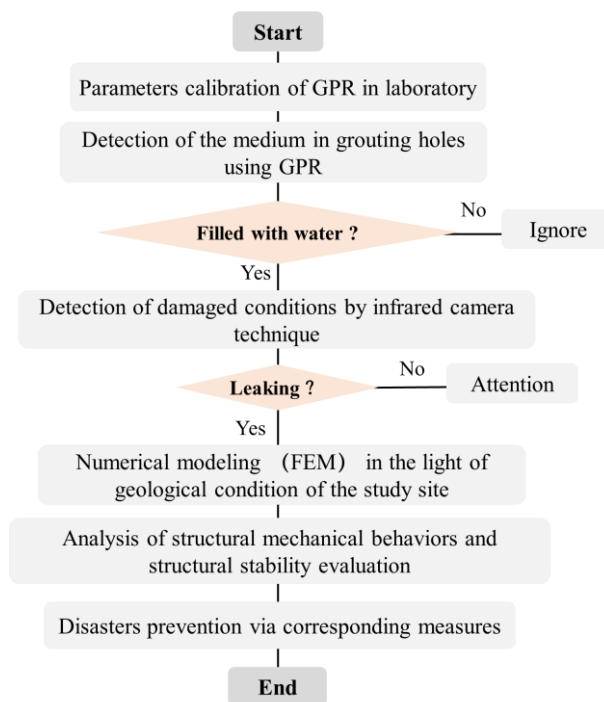 Start
Parameters calibration of GPR in laboratory
Detection of the medium in grouting holes
using GPR
Filled with water ?
No
Ignore
Yes
Detection of damaged conditions by infrared camera
technique
Leaking ?
No
Attention
Yes
Numerical modeling (FEM) in the light of
geological condition of the study site
Analysis of structural mechanical behaviors and
structural stability evaluation
Disasters prevention via corresponding measures
End